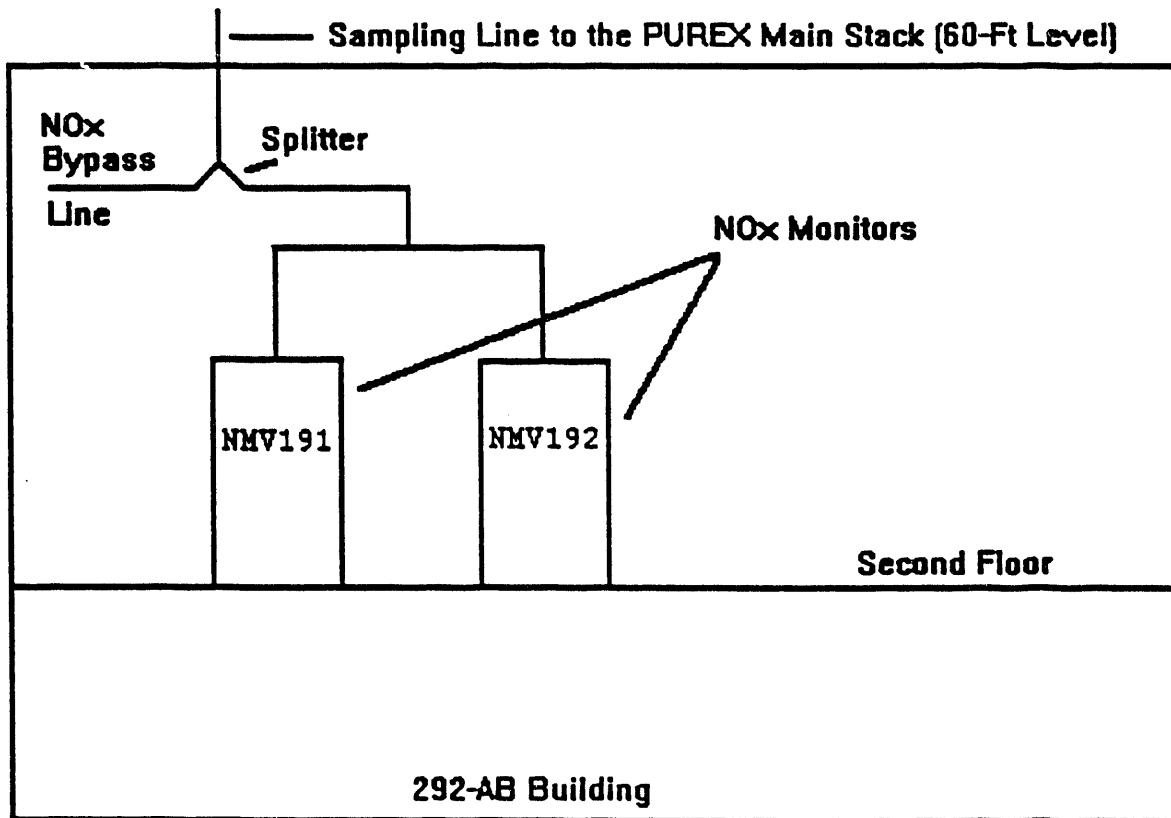 Sampling Line to the PUREX Main Stack (60-Ft Level)
NOx
Bypass
Line
Splitter
NOx Monitors
NMV191
NMV192
Second Floor
292-AB Building